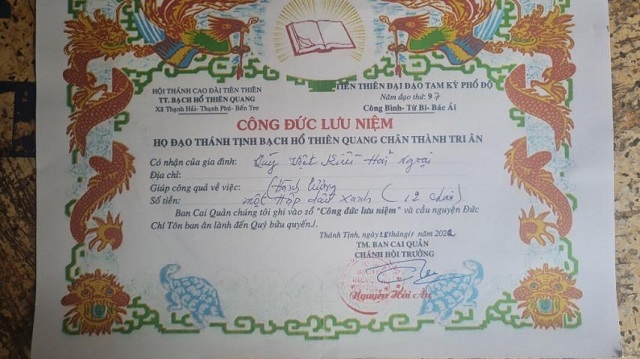 HỘI THÁNH CAO ĐÀI TIÊN THIÊN
TT. BẠCH HỔ THIÊN QUANG
Xã Thạnh Hải- Thạnh Phú- Bến Tre
TIÊN THIÊN ĐẠI ĐẠO TAM KỲ PHỔ ĐỘ
Năm đạo thứ: 97
Công Bình- Từ Bi- Bác Ái
CÔNG ĐỨC LƯU NIỆM
HỌ ĐẠO THÁNH TỊNH BẠCH HỔ THIÊN QUANG CHÂN THÀNH TRI ÂN
Có nhận của gia đình: Quý Việt Kiều Hải Ngoại
Địa chỉ:
Giúp công quả về việc:
Số tiền: một hộp dầu xanh (12 chai)
Ban Cai Quản chúng tôi ghi vào sổ "Công đức lưu niệm" và cầu nguyện Đức
Chí Tôn ban ân lành đến Quý bửu quyến./.
Thánh Tịnh, ngày tháng năm
TM. BAN CAI QUẢN
CHÁNH HỘI TRƯỞNG
Nguyễn Hải Âu